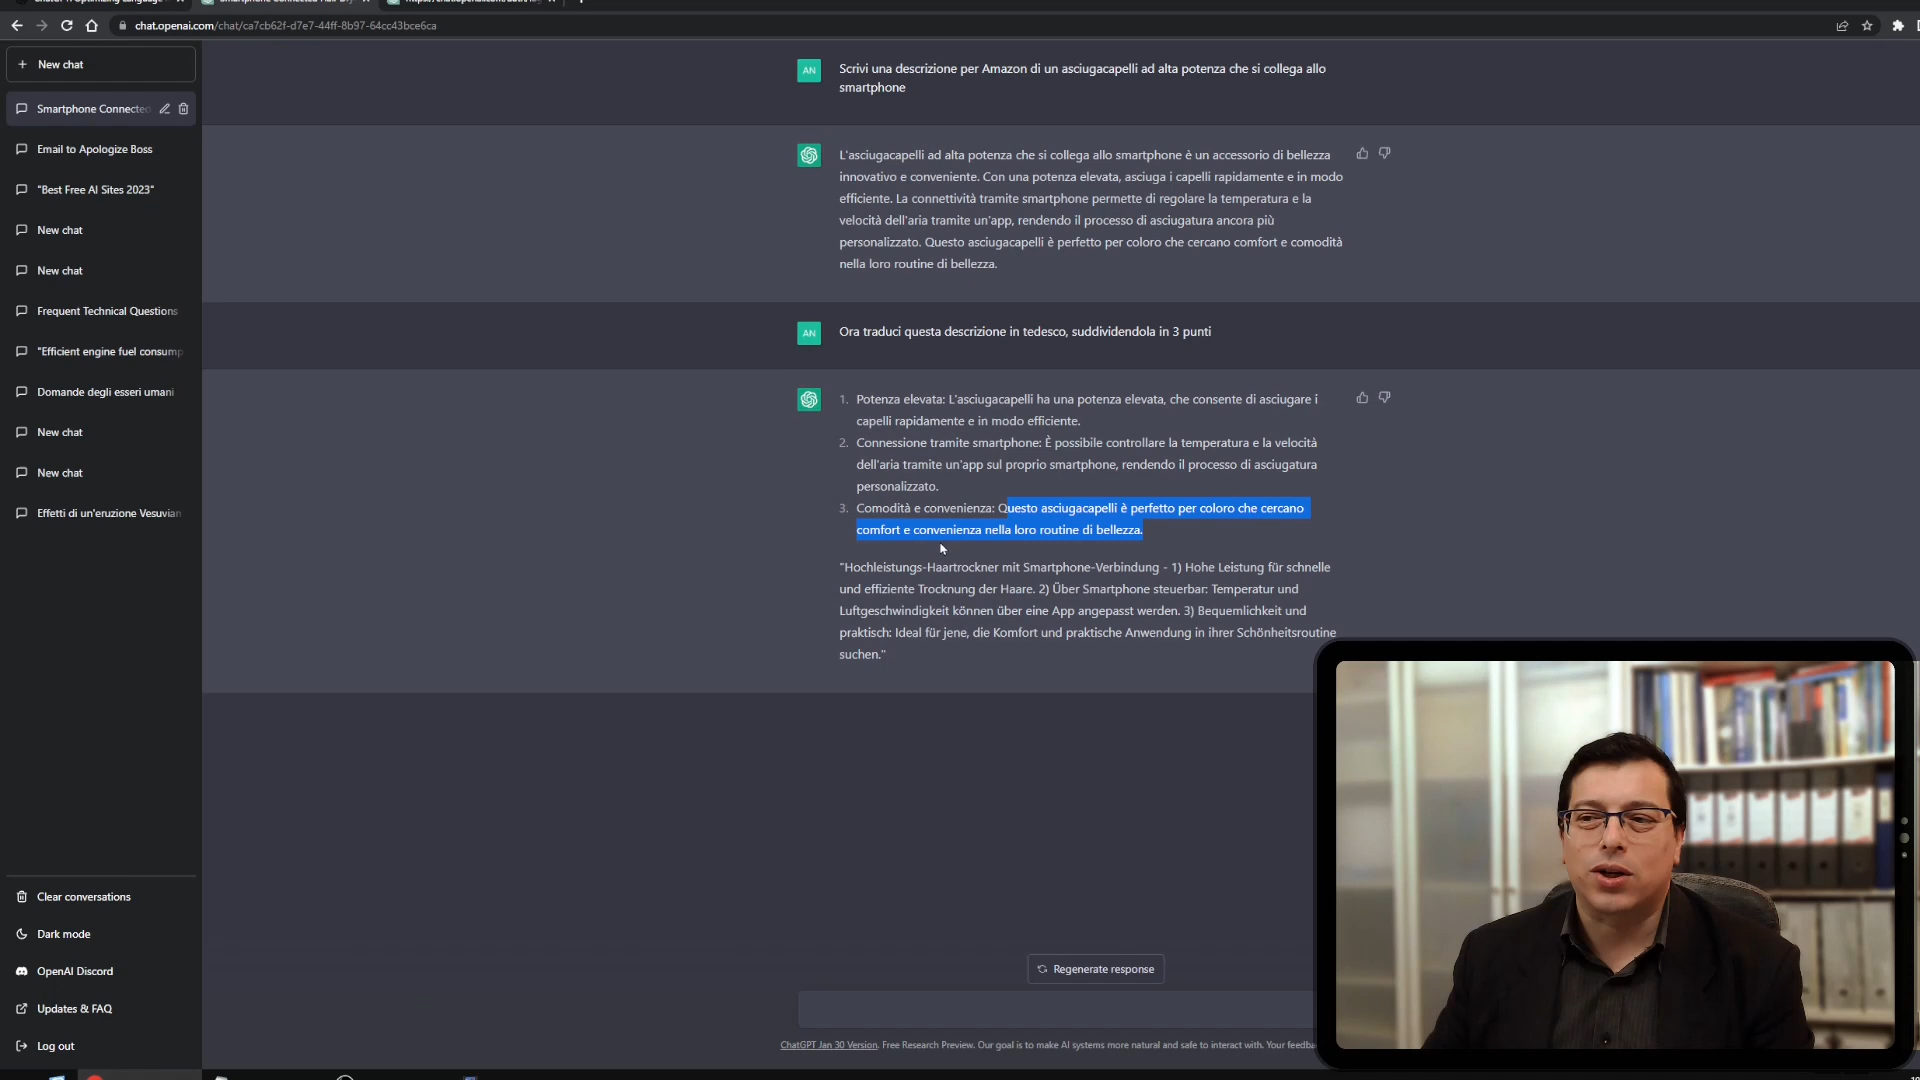 chat.openai.com/chat/ca7cb62f-d7e7-44ff-8b97-64cc43bce6ca
New chat
Smartphone Connected
Email to Apologize Boss
"Best Free AI Sites 2023"
New chat
New chat
Frequent Technical Questions
"Efficient engine fuel consump
Domande degli esseri umani
New chat
New chat
Effetti di un'eruzione Vesuvian
Clear conversations
Dark mode
OpenAI Discord
Updates & FAQ
Log out
AN
Scrivi una descrizione per Amazon di un asciugacapelli ad alta potenza che si collega allo
smartphone
L'asciugacapelli ad alta potenza che si collega allo smartphone è un accessorio di bellezza
innovativo e conveniente. Con una potenza elevata, asciuga i capelli rapidamente e in modo
efficiente. La connettività tramite smartphone permette di regolare la temperatura e la
velocità dell'aria tramite un'app, rendendo il processo di asciugatura ancora più
personalizzato. Questo asciugacapelli è perfetto per coloro che cercano comfort e comodità
nella loro routine di bellezza.
AN
Ora traduci questa descrizione in tedesco, suddividendola in 3 punti
1. Potenza elevata: L'asciugacapelli ha una potenza elevata, che consente di asciugare i
capelli rapidamente e in modo efficiente.
2. Connessione tramite smartphone: È possibile controllare la temperatura e la velocità
dell'aria tramite un'app sul proprio smartphone, rendendo il processo di asciugatura
personalizzato.
3. Comodità e convenienza: Questo asciugacapelli è perfetto per coloro che cercano
comfort e convenienza nella loro routine di bellezza.
"Hochleistungs-Haartrockner mit Smartphone-Verbindung - 1) Hohe Leistung für schnelle
und effiziente Trocknung der Haare. 2) Über Smartphone steuerbar: Temperatur und
Luftgeschwindigkeit können über eine App angepasst werden. 3) Bequemlichkeit und
praktisch: Ideal für jene, die Komfort und praktische Anwendung in ihrer Schönheitsroutine
suchen."
Regenerate response
ChatGPT Jan 30 Version. Free Research Preview. Our goal is to make AI systems more natural and safe to interact with. Your feedba